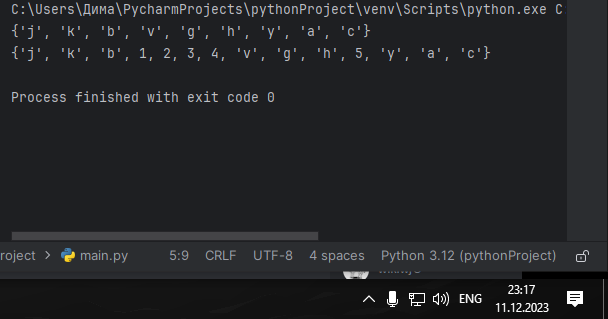 C:\Users\Дима\PycharmProjects\pythonProject\venv\Scripts\python.exe C
{'j', 'k', 'b', 'v', 'g', 'h', 'y', 'a', 'c'}
{'j', 'k', 'b', 1, 2, 3, 4, 'v', 'g', 'h', 5, 'y', 'a', 'c'}
Process finished with exit code 0
roject > main.py 5:9 CRLF UTF-8 4 spaces Python 3.12 (pythonProject)
ENG 23:17
11.12.2023